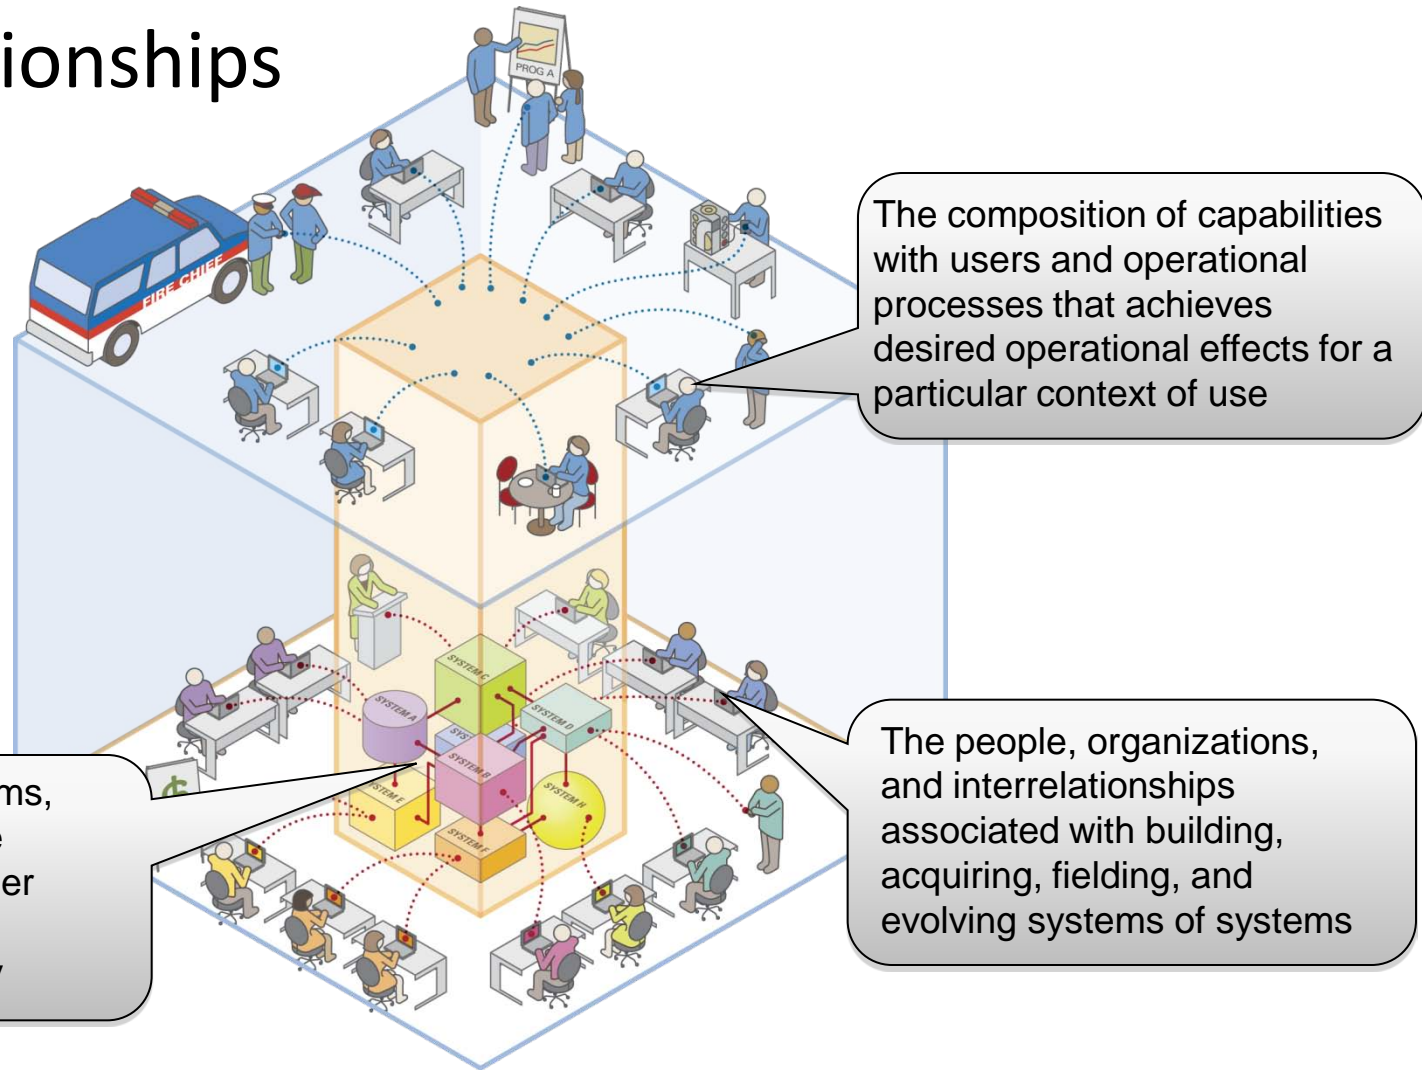 ionships
PROG A
FIRE CHIEF
The composition of capabilities
with users and operational
processes that achieves
desired operational effects for a
particular context of use
SYSTEM C
SYSTEM A
SYSTEM D
SYS
SYSTEM B
SYSTEM E
SYSTEM H
SYSTEM F
$
ms,
e
er
y
The people, organizations,
and interrelationships
associated with building,
acquiring, fielding, and
evolving systems of systems